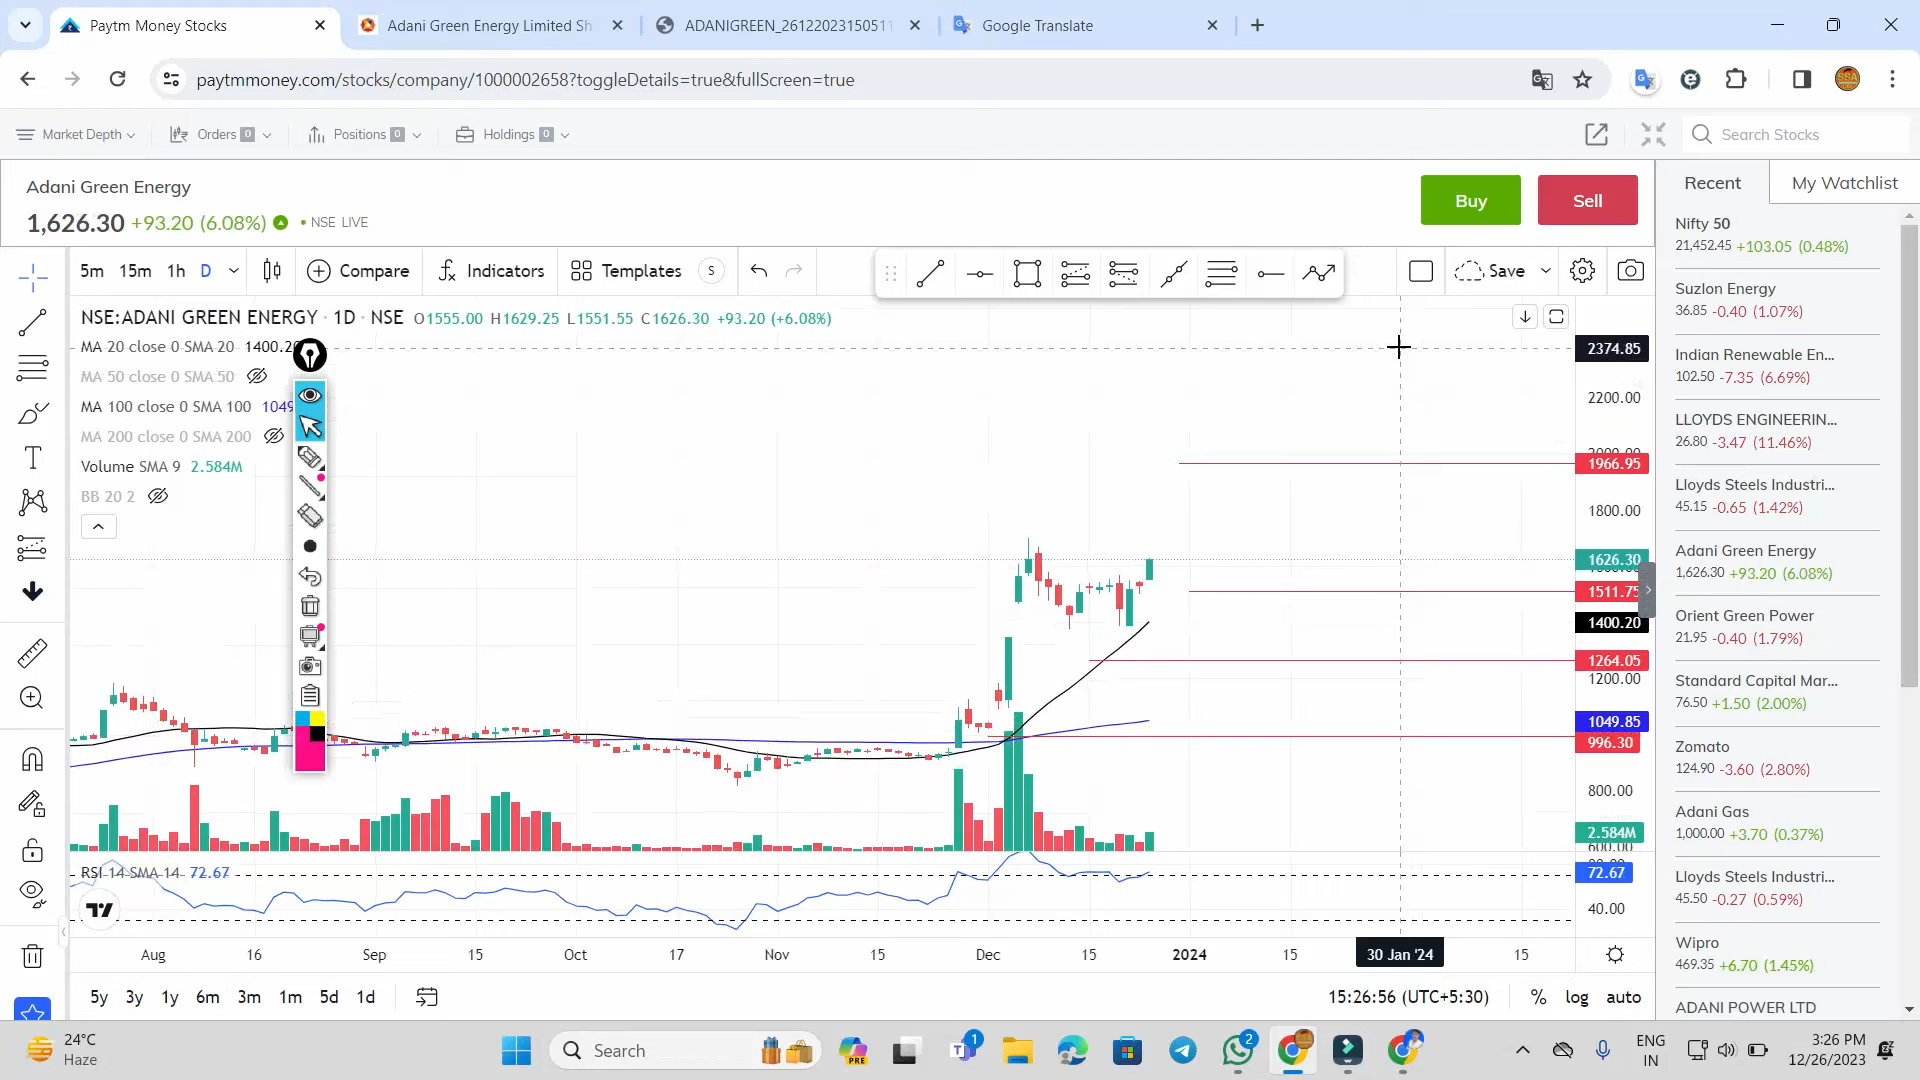 Paytm Money Stocks
Adani Green Energy Limited Sh
ADANIGREEN_26122023150511
Google Translate
paytmmoney.com/stocks/company/1000002658?toggleDetails=true&fullScreen=true
Market Depth
Orders 0
Positions 0
Holdings 0
Search Stocks
Adani Green Energy
1,626.30 +93.20 (6.08%) • NSE LIVE
Buy
Sell
Recent
My Watchlist
5m 15m 1h D
Compare
Indicators
Templates
S
Save
NSE:ADANI GREEN ENERGY · 1D · NSE O1555.00 H1629.25 L1551.55 C1626.30 +93.20 (+6.08%)
MA 20 close 0 SMA 20 1400.20
MA 50 close 0 SMA 50
MA 100 close 0 SMA 100 1049
MA 200 close 0 SMA 200
Volume SMA 9 2.584M
BB 20 2
2374.85
2200.00
2000.00
1966.95
1800.00
1626.30
1511.75
1400.20
1264.05
1200.00
1049.85
996.30
800.00
2.584M
600.00
RSI 14 SMA 14 72.67
72.67
40.00
Aug 16 Sep 15 Oct 17 Nov 15 Dec 15 2024 15 30 Jan '24 15
5y 3y 1y 6m 3m 1m 5d 1d
15:26:56 (UTC+5:30) % log auto
Nifty 50
21,452.45 +103.05 (0.48%)
Suzlon Energy
36.85 -0.40 (1.07%)
Indian Renewable En...
102.50 -7.35 (6.69%)
LLOYDS ENGINEERIN...
26.80 -3.47 (11.46%)
Lloyds Steels Industri...
45.15 -0.65 (1.42%)
Adani Green Energy
1,626.30 +93.20 (6.08%)
Orient Green Power
21.95 -0.40 (1.79%)
Standard Capital Mar...
76.50 +1.50 (2.00%)
Zomato
124.90 -3.60 (2.80%)
Adani Gas
1,000.00 +3.70 (0.37%)
Lloyds Steels Industri...
45.50 -0.27 (0.59%)
Wipro
469.35 +6.70 (1.45%)
ADANI POWER LTD
24°C
Haze
Search
PRE
1
2
ENG
IN
3:26 PM
12/26/2023